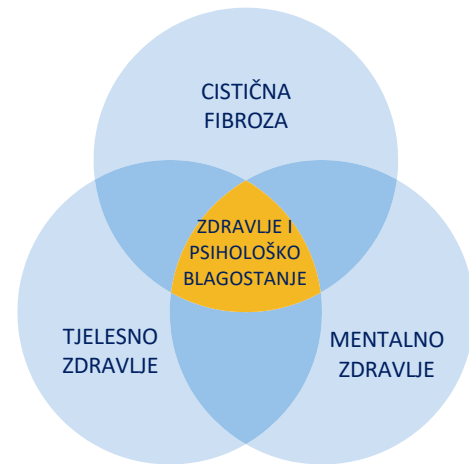 CISTIČNA
FIBROZA
ZDRAVLJE I
PSIHOLOŠKO
BLAGOSTANJE
TJELESNO
ZDRAVLJE
MENTALNO
ZDRAVLJE